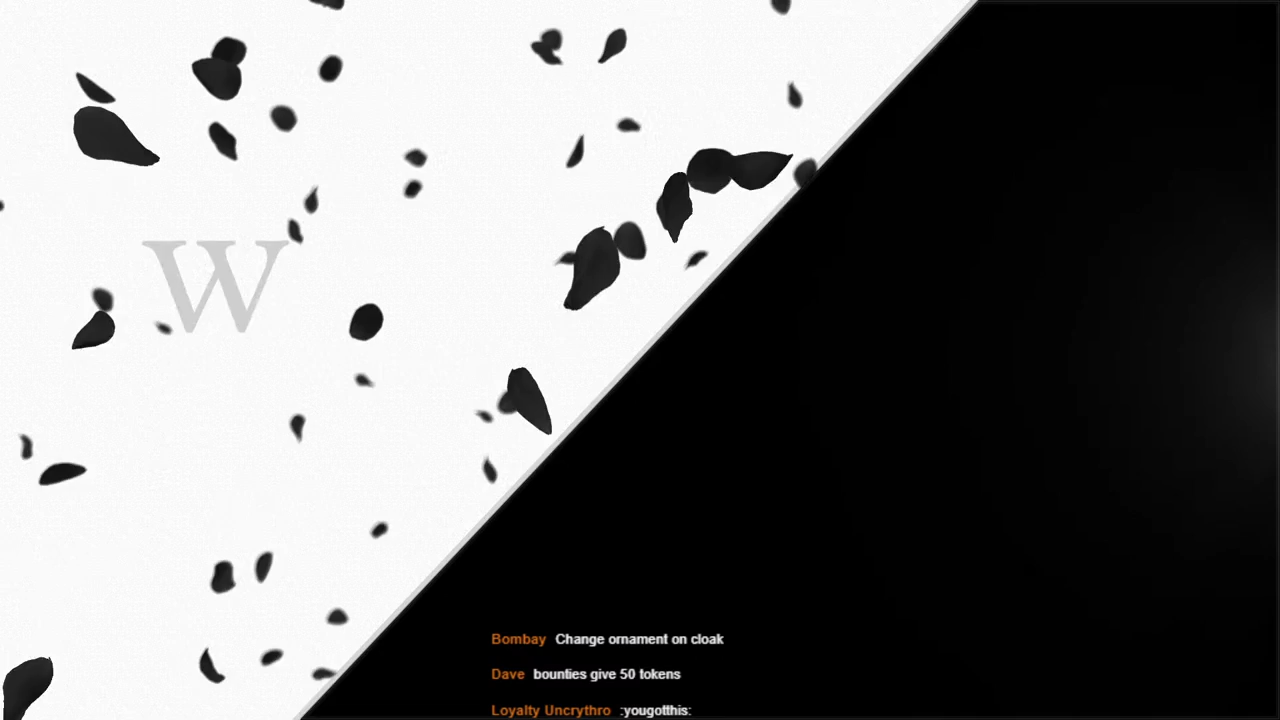 W
Bombay Change ornament on cloak
Dave bounties give 50 tokens
Loyalty Uncrythro :yougotthis: